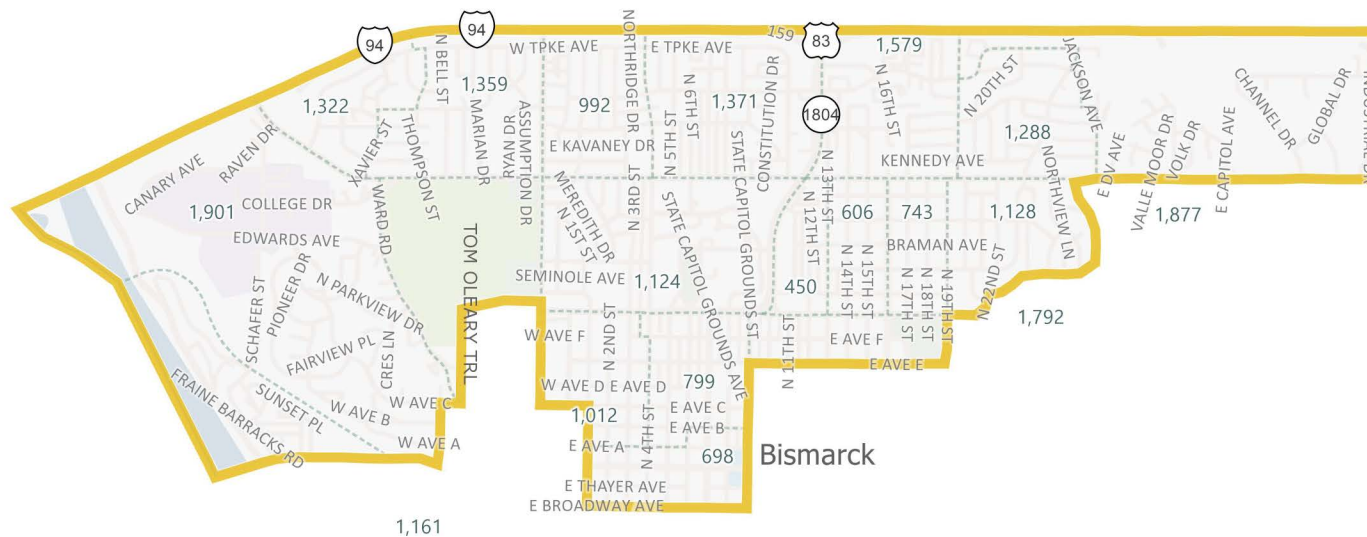 94
94
159
83
1804
W TPKE AVE
E TPKE AVE
N BELL ST
NORTHRIDGE DR
JACKSON AVE
1,322
1,359
992
1,371
1,579
1,288
N 20TH ST
N 16TH ST
CONSTITUTION DR
N 6TH ST
N 5TH ST
ASSUMPTION DR
RYAN DR
MARIAN DR
THOMPSON ST
XAVIER ST
RAVEN DR
CANARY AVE
E KAVANEY DR
KENNEDY AVE
E DV AVE
VALLE MOOR DR
VOLK DR
E CAPITOL AVE
CHANNEL DR
GLOBAL DR
1,901
COLLEGE DR
EDWARDS AVE
WARD RD
MEREDITH DR
N 1ST ST
N 3RD ST
STATE CAPITOL GROUNDS AVE
STATE CAPITOL GROUNDS ST
N 13TH ST
N 12TH ST
606
743
1,128
1,877
NORTHVIEW LN
BRAMAN AVE
N 14TH ST
N 15TH ST
N 17TH ST
N 18TH ST
N 19TH ST
N 22ND ST
SCHAFER ST
PIONEER DR
N PARKVIEW DR
TOM OLEARY TRL
SEMINOLE AVE
1,124
450
1,792
FAIRVIEW PL
CRES LN
W AVE F
N 2ND ST
N 11TH ST
E AVE F
E AVE E
FRAINE BARRACKS RD
SUNSET PL
W AVE B
W AVE C
W AVE A
W AVE D
E AVE D
799
1,012
E AVE C
E AVE B
E AVE A
N 4TH ST
698
Bismarck
E THAYER AVE
E BROADWAY AVE
1,161